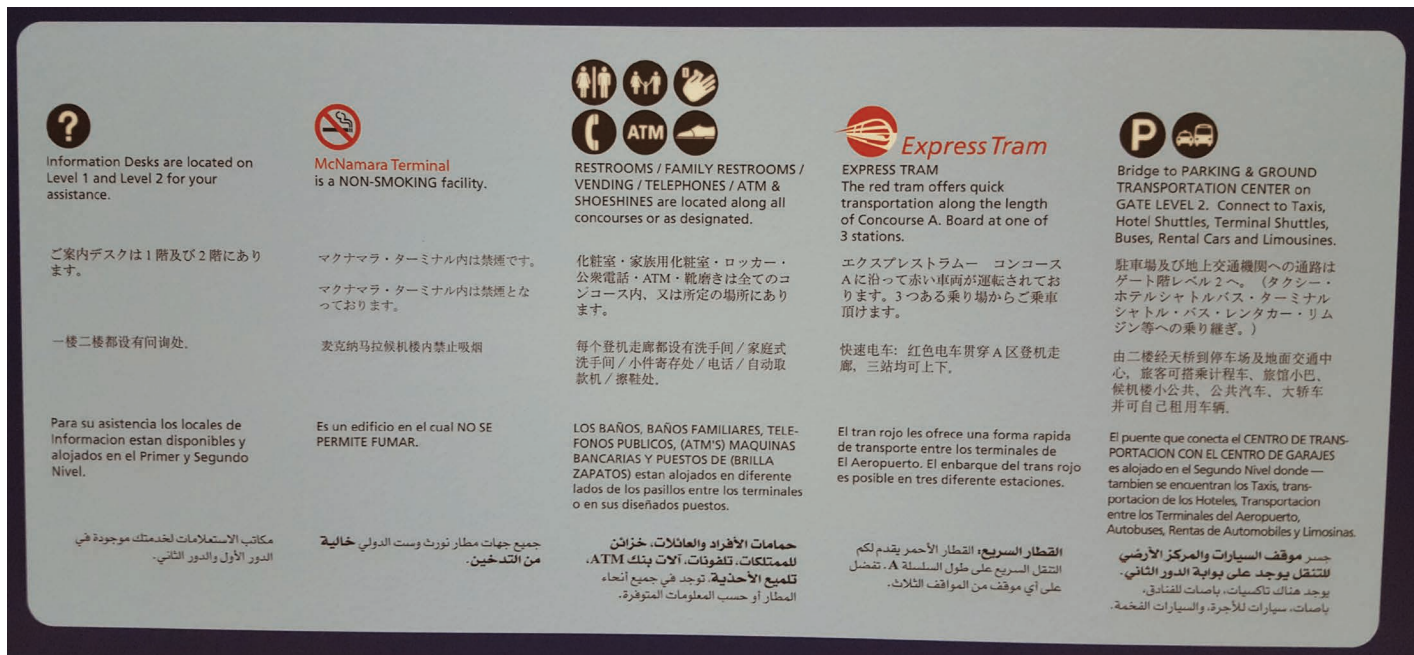 ?
Information Desks are located on
Level 1 and Level 2 for your
assistance.
ご案内デスクは1階及び2階にあり
ます。
一楼二楼都设有问询处.
Para su asistencia los locales de
Informacion estan disponibles y
alojados en el Primer y Segundo
Nivel.
مكاتب الاستعلامات لخدمتك موجودة في
الدور الأول والدور الثاني.
McNamara Terminal
is a NON-SMOKING facility.
マクナマラ・ターミナル内は禁煙です。
マクナマラ・ターミナル内は禁煙とな
っております。
麦克纳马拉候机楼内禁止吸烟
Es un edificio en el cual NO SE
PERMITE FUMAR.
جميع جهات مطار نورث وست الدولي خالية
من التدخين.
ATM
RESTROOMS / FAMILY RESTROOMS /
VENDING / TELEPHONES / ATM &
SHOESHINES are located along all
concourses or as designated.
化粧室・家族用化粧室・ロッカー・
公衆電話・ATM・靴磨きは全てのコ
ンコース内、又は所定の場所にあり
ます。
每个登机走廊都设有洗手间/家庭式
洗手间/小件寄存处/电话/自动取
款机/擦鞋处.
LOS BAÑOS, BAÑOS FAMILIARES, TELE-
FONOS PUBLICOS, (ATM'S) MAQUINAS
BANCARIAS Y PUESTOS DE (BRILLA
ZAPATOS) estan alojados en diferente
lados de los pasillos entre los terminales
o en sus diseñados puestos.
حمامات الأفراد والعائلات، خزائن
للممتلكات، تلفونات، آلات بنك ATM،
تلميع الأحذية. توجد في جميع أنحاء
المطار أو حسب المعلومات المتوفرة.
Express Tram
EXPRESS TRAM
The red tram offers quick
transportation along the length
of Concourse A. Board at one of
3 stations.
エクスプレストラムー コンコース
Aに沿って赤い車両が運転されてお
ります。3つある乗り場からご乗車
頂けます。
快速电车: 红色电车贯穿A区登机走
廊, 三站均可上下.
El tran rojo les ofrece una forma rapida
de transporte entre los terminales de
El Aeropuerto. El enbarque del trans rojo
es posible en tres diferente estaciones.
القطار السريع: القطار الأحمر يقدم لكم
التنقل السريع على طول السلسلة A. تفضل
على أي موقف من المواقف الثلاث.
P
Bridge to PARKING & GROUND
TRANSPORTATION CENTER on
GATE LEVEL 2. Connect to Taxis,
Hotel Shuttles, Terminal Shuttles,
Buses, Rental Cars and Limousines.
駐車場及び地上交通機関への通路は
ゲート階レベル2へ。（タクシー・
ホテルシャトルバス・ターミナル
シャトル・バス・レンタカー・リム
ジン等への乗り継ぎ。）
由二楼经天桥到停车场及地面交通中
心, 旅客可搭乘计程车、旅馆小巴、
候机楼小公共、公共汽车、大轿车
并可自己租用车辆.
El puente que conecta el CENTRO DE TRANS-
PORTACION CON EL CENTRO DE GARAJES
es alojado en el Segundo Nivel donde —
tambien se encuentran los Taxis, trans-
portacion de los Hoteles, Transportacion
entre los Terminales del Aeropuerto,
Autobuses, Rentas de Automobiles y Limosinas.
جسر موقف السيارات والمركز الأرضي
للتنقل يوجد على بوابة الدور الثاني.
يوجد هناك تاكسيات، باصات للفنادق،
باصات، سيارات للأجرة، والسيارات الفخمة.